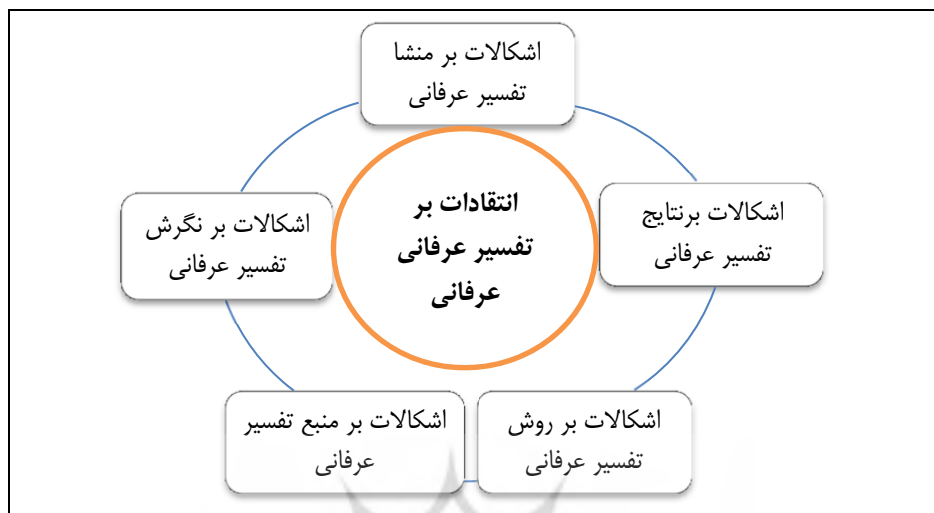 اشکالات بر منشا
تفسیر عرفانی
انتقادات بر
تفسیر عرفانی
عرفانی
اشکالات برنتایج
تفسیر عرفانی
اشکالات بر نگرش
تفسیر عرفانی
اشکالات بر روش
تفسیر عرفانی
اشکالات بر منبع تفسیر
عرفانی